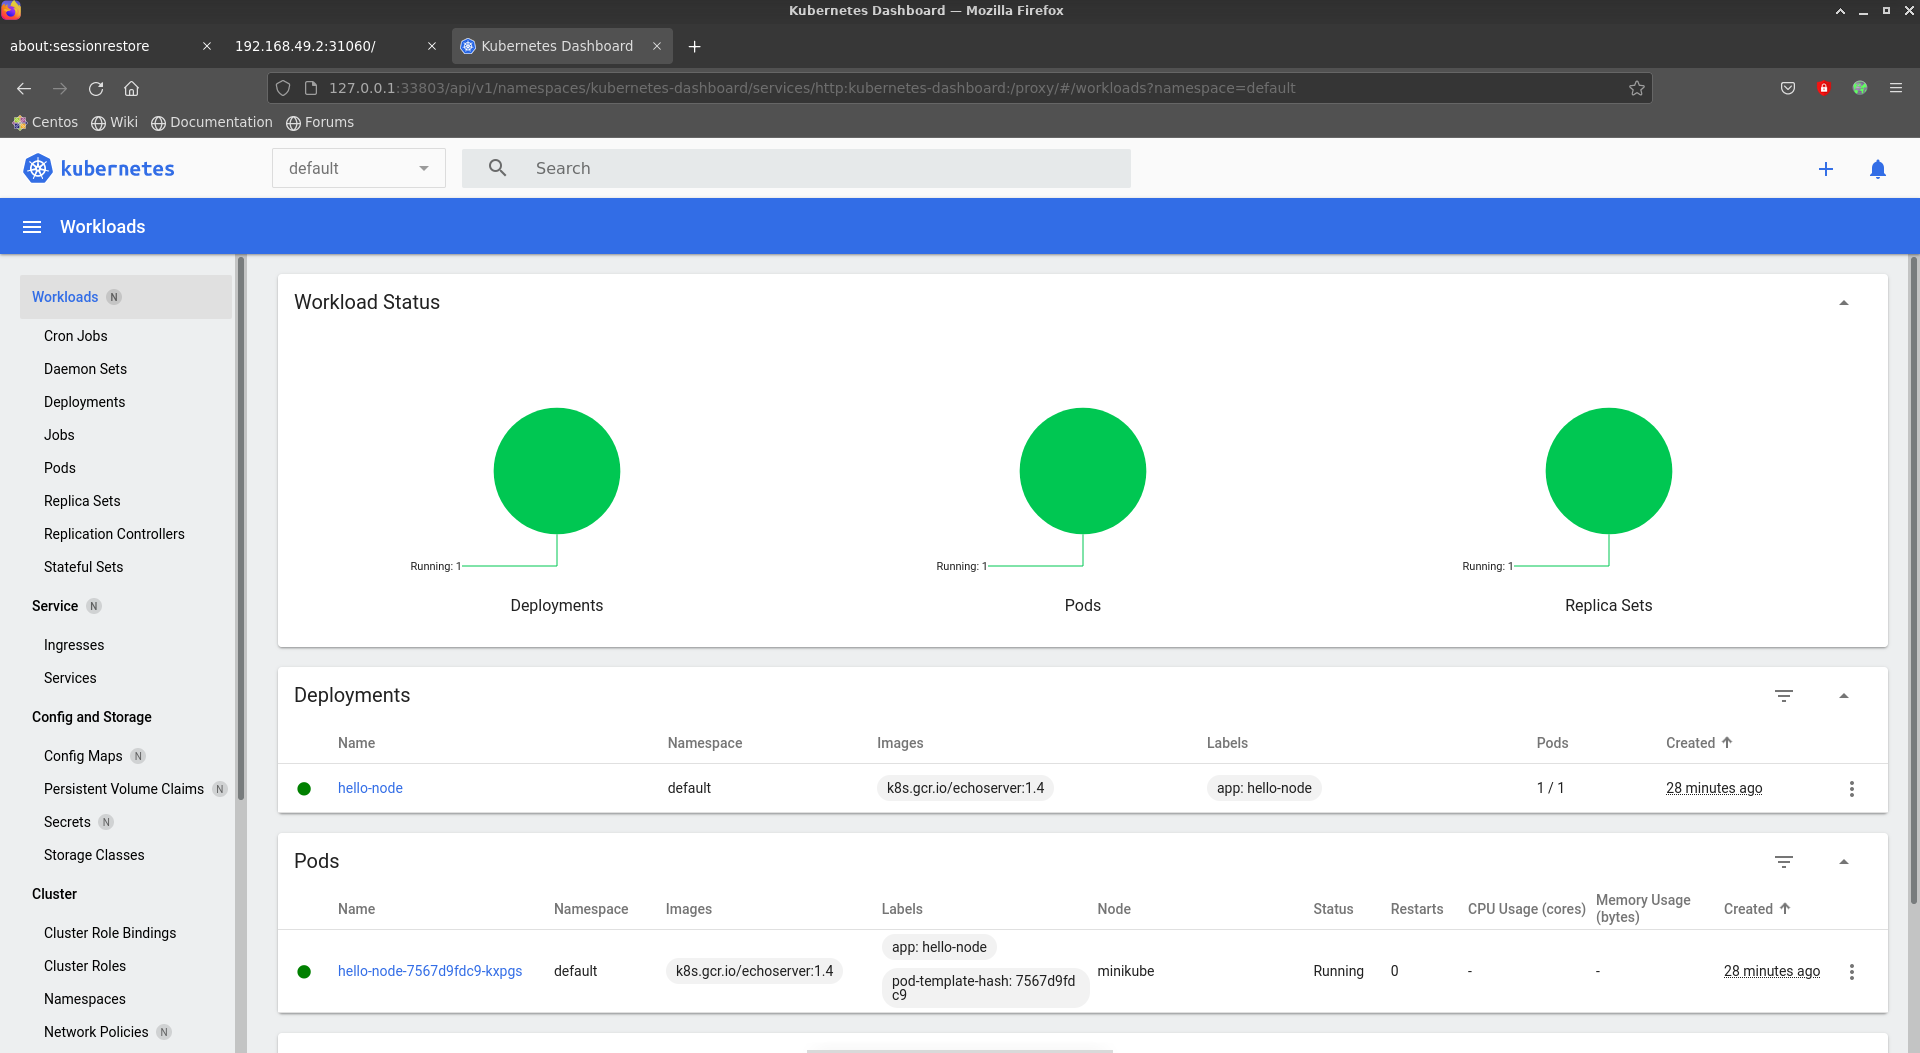 Kubernetes Dashboard — Mozilla Firefox
about:sessionrestore
192.168.49.2:31060/
Kubernetes Dashboard
127.0.0.1:33803/api/v1/namespaces/kubernetes-dashboard/services/http:kubernetes-dashboard:/proxy/#/workloads?namespace=default
Centos
Wiki
Documentation
Forums
kubernetes
default
Search
Workloads
Workloads N
Cron Jobs
Daemon Sets
Deployments
Jobs
Pods
Replica Sets
Replication Controllers
Stateful Sets
Service N
Ingresses
Services
Config and Storage
Config Maps N
Persistent Volume Claims N
Secrets N
Storage Classes
Cluster
Cluster Role Bindings
Cluster Roles
Namespaces
Network Policies N
Workload Status
Running: 1
Deployments
Running: 1
Pods
Running: 1
Replica Sets
Deployments
Name Namespace Images Labels Pods Created
hello-node default k8s.gcr.io/echoserver:1.4 app: hello-node 1 / 1 28 minutes ago
Pods
Name Namespace Images Labels Node Status Restarts CPU Usage (cores) Memory Usage
(bytes) Created
app: hello-node
hello-node-7567d9fdc9-kxpgs default k8s.gcr.io/echoserver:1.4 pod-template-hash: 7567d9fd
c9 minikube Running 0 - - 28 minutes ago